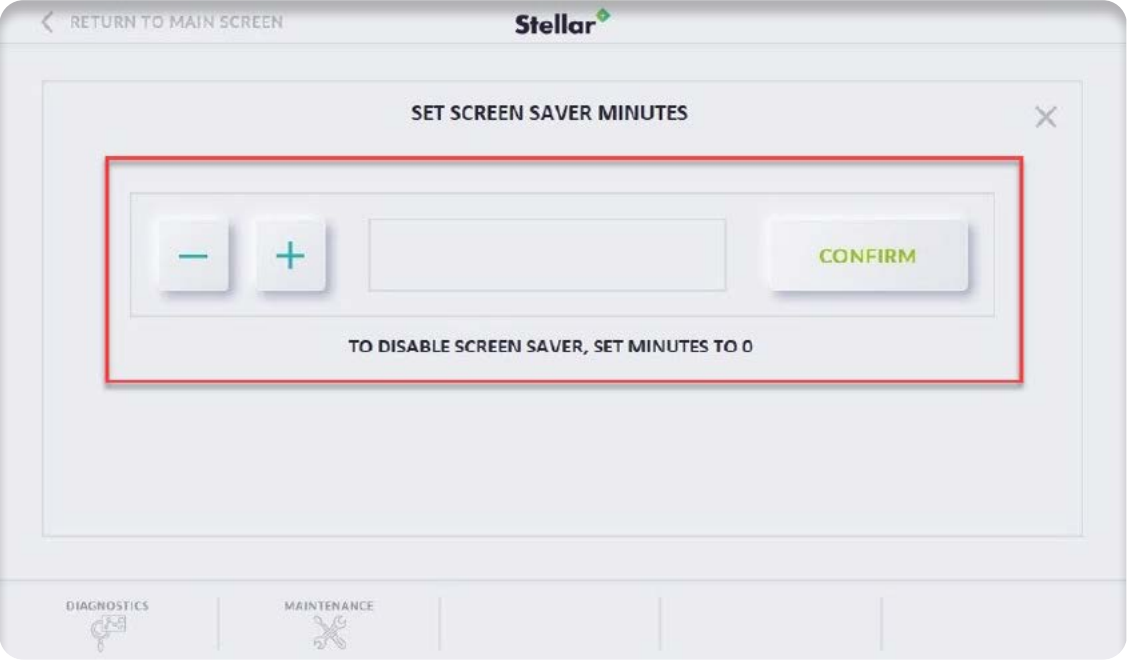 RETURN TO MAIN SCREEN
Stellar
SET SCREEN SAVER MINUTES
CONFIRM
TO DISABLE SCREEN SAVER, SET MINUTES TO 0
DIAGNOSTICS
MAINTENANCE